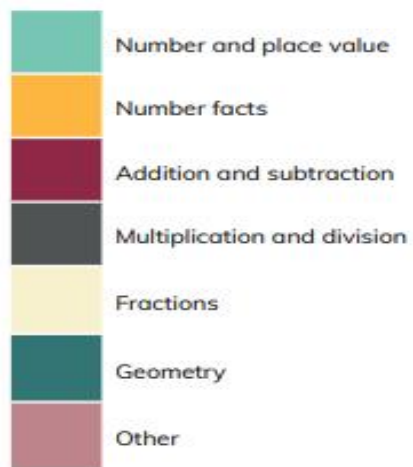 Number and place value
Number facts
Addition and subtraction
Multiplication and division
Fractions
Geometry
Other